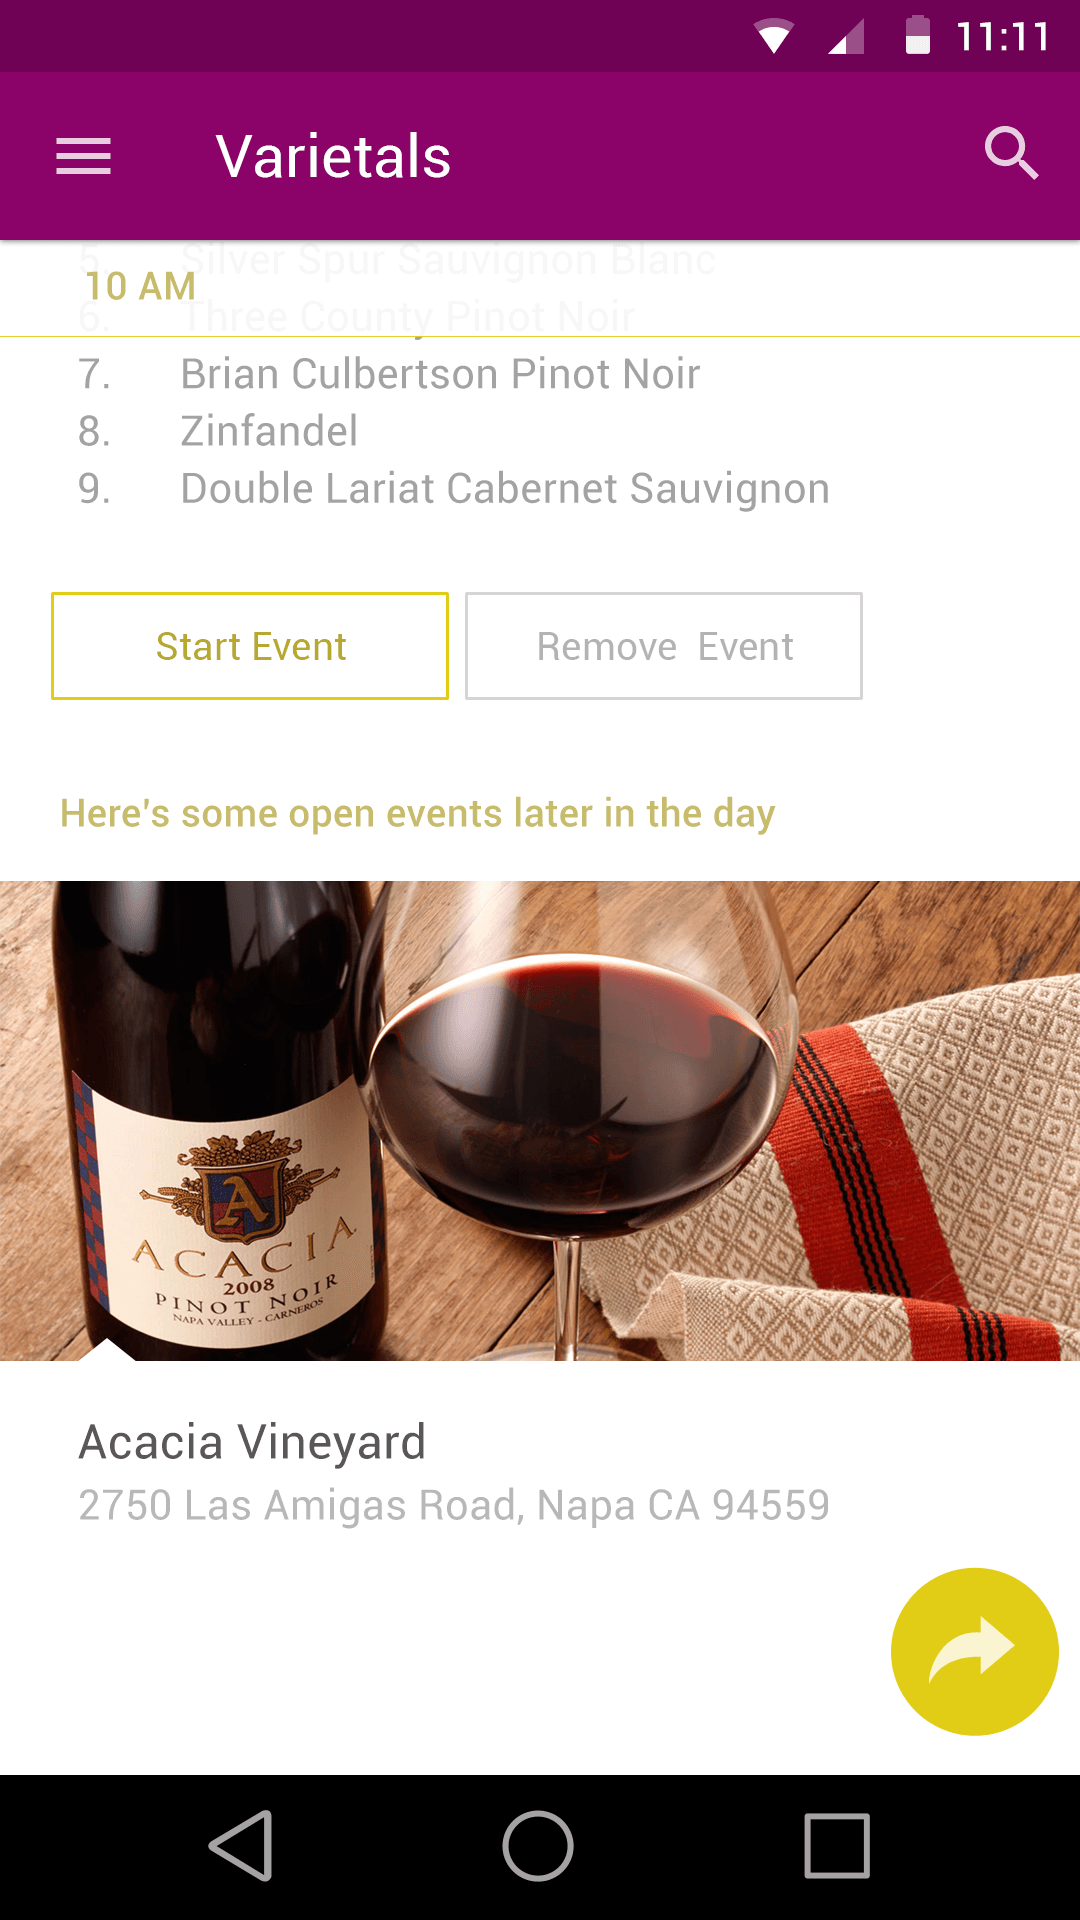 11:11
Varietals
5. Silver Spur Sauvignon Blanc
10 AM
6. Three County Pinot Noir
7. Brian Culbertson Pinot Noir
8. Zinfandel
9. Double Lariat Cabernet Sauvignon
Start Event
Remove Event
Here's some open events later in the day
A
ACACIA
2008
PINOT NOIR
NAPA VALLEY - CARNEROS
Acacia Vineyard
2750 Las Amigas Road, Napa CA 94559